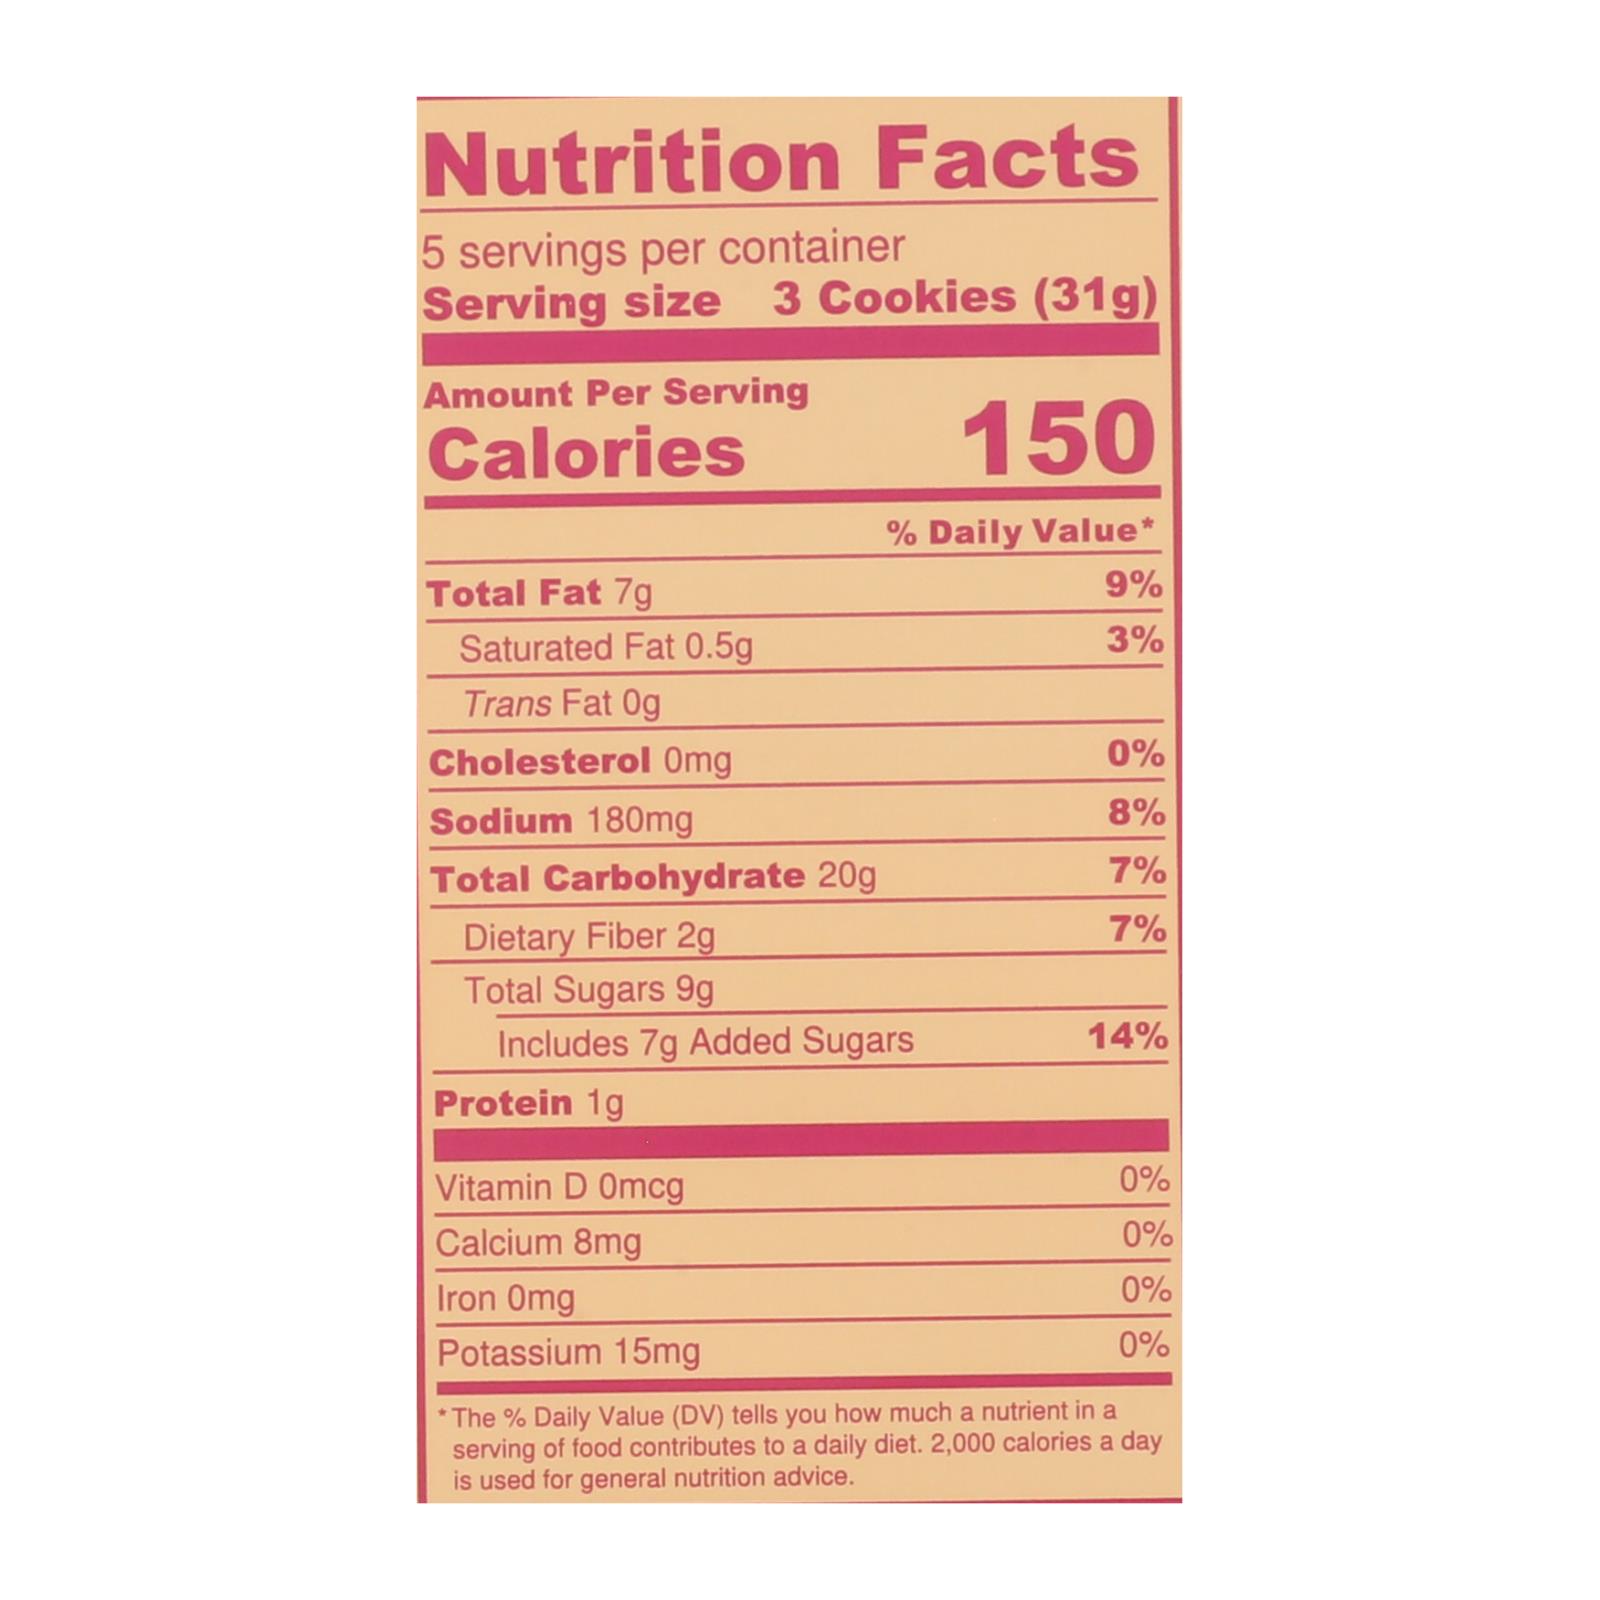 Nutrition Facts
5 servings per container
Serving size 3 Cookies (31g)
Amount Per Serving
Calories 150
% Daily Value*
Total Fat 7g 9%
Saturated Fat 0.5g 3%
Trans Fat 0g
Cholesterol 0mg 0%
Sodium 180mg 8%
Total Carbohydrate 20g 7%
Dietary Fiber 2g 7%
Total Sugars 9g
Includes 7g Added Sugars 14%
Protein 1g
Vitamin D 0mcg 0%
Calcium 8mg 0%
Iron 0mg 0%
Potassium 15mg 0%
*The % Daily Value (DV) tells you how much a nutrient in a
serving of food contributes to a daily diet. 2,000 calories a day
is used for general nutrition advice.